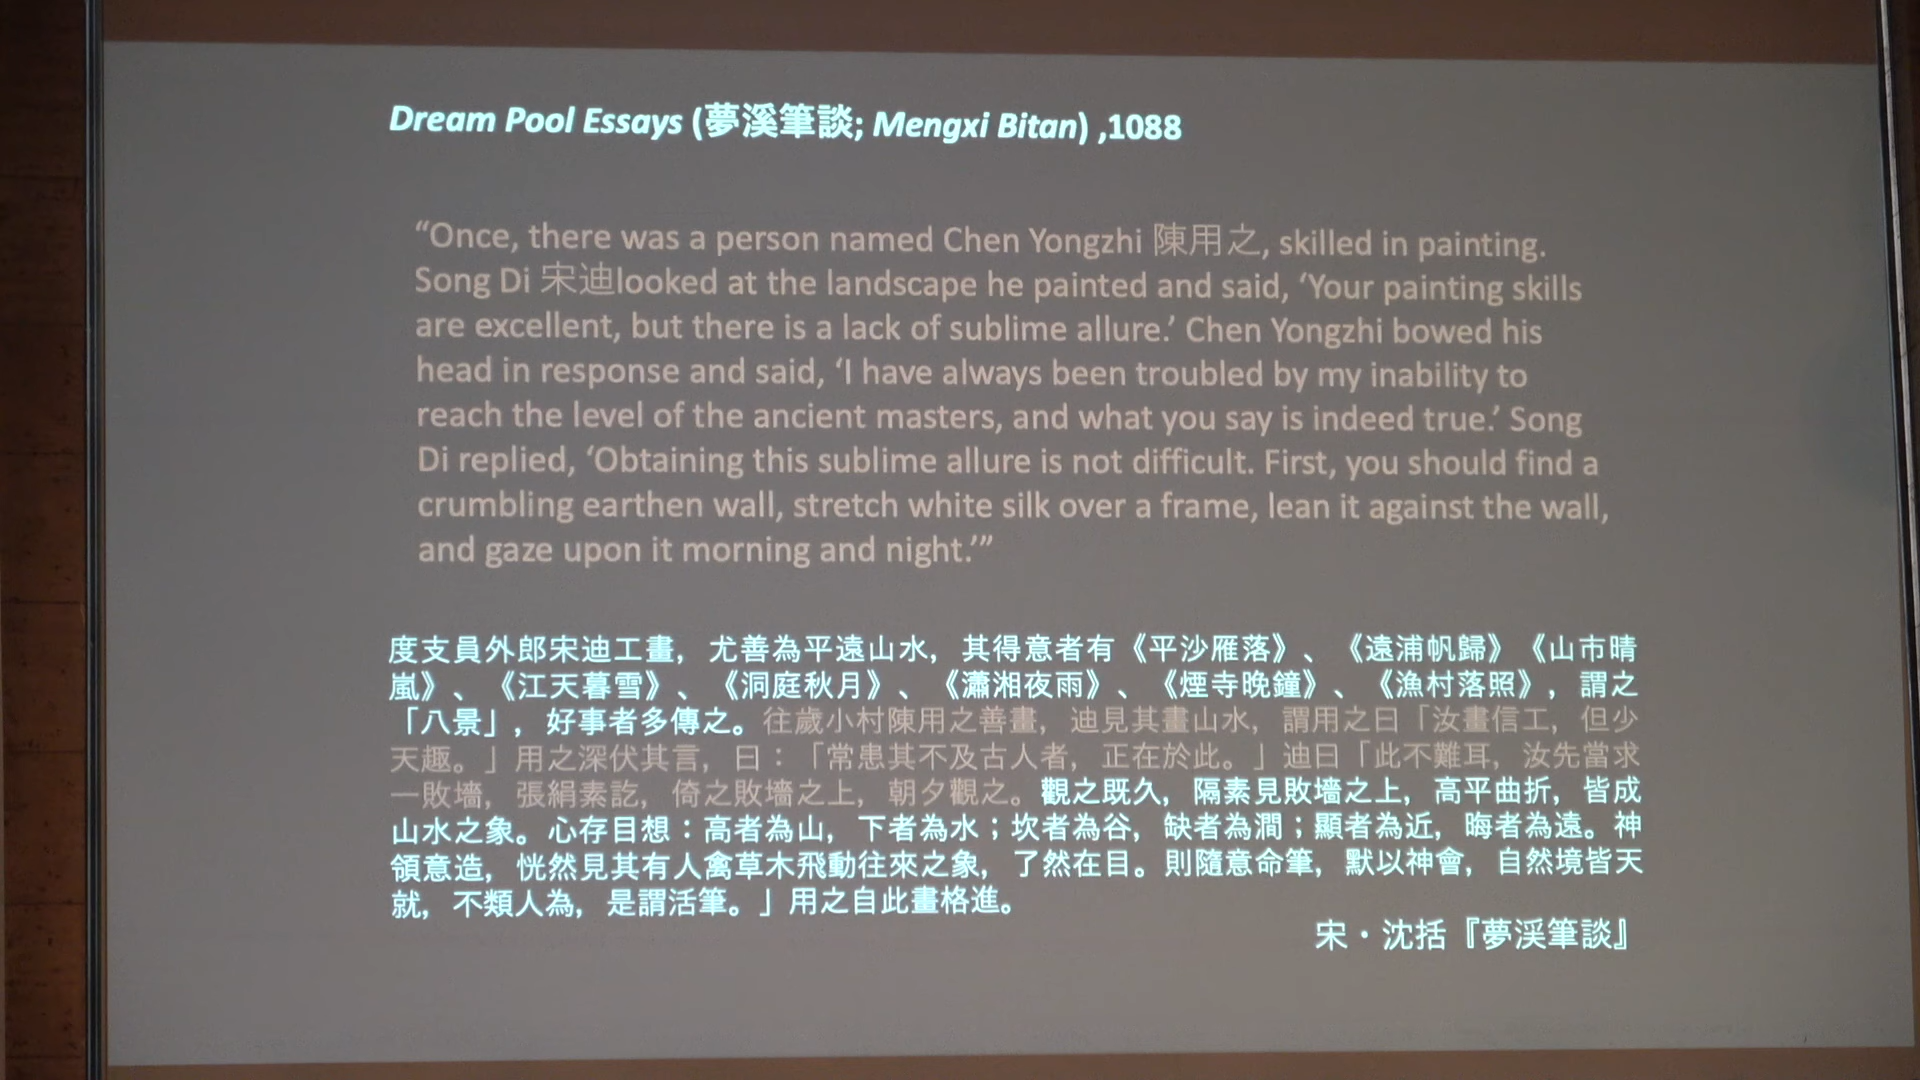 Dream Pool Essays (夢溪筆談; Mengxi Bitan) ,1088
“Once, there was a person named Chen Yongzhi 陳用之, skilled in painting.
Song Di 宋迪looked at the landscape he painted and said, ‘Your painting skills
are excellent, but there is a lack of sublime allure.’ Chen Yongzhi bowed his
head in response and said, ‘I have always been troubled by my inability to
reach the level of the ancient masters, and what you say is indeed true.’ Song
Di replied, ‘Obtaining this sublime allure is not difficult. First, you should find a
crumbling earthen wall, stretch white silk over a frame, lean it against the wall,
and gaze upon it morning and night.’”
度支員外郎宋迪工畫，尤善為平遠山水，其得意者有《平沙雁落》、《遠浦帆歸》《山市晴
嵐》、《江天暮雪》、《洞庭秋月》、《瀟湘夜雨》、《煙寺晚鐘》、《漁村落照》，謂之
「八景」，好事者多傳之。往歲小村陳用之善畫，迪見其畫山水，謂用之曰「汝畫信工，但少
天趣。」用之深伏其言，曰：「常患其不及古人者，正在於此。」迪曰「此不難耳，汝先當求
一敗墻，張絹素訖，倚之敗墻之上，朝夕觀之。觀之既久，隔素見敗墻之上，高平曲折，皆成
山水之象。心存目想：高者為山，下者為水；坎者為谷，缺者為澗；顯者為近，晦者為遠。神
領意造，恍然見其有人禽草木飛動往來之象，了然在目。則隨意命筆，默以神會，自然境皆天
就，不類人為，是謂活筆。」用之自此畫格進。
宋・沈括『夢渓筆談』